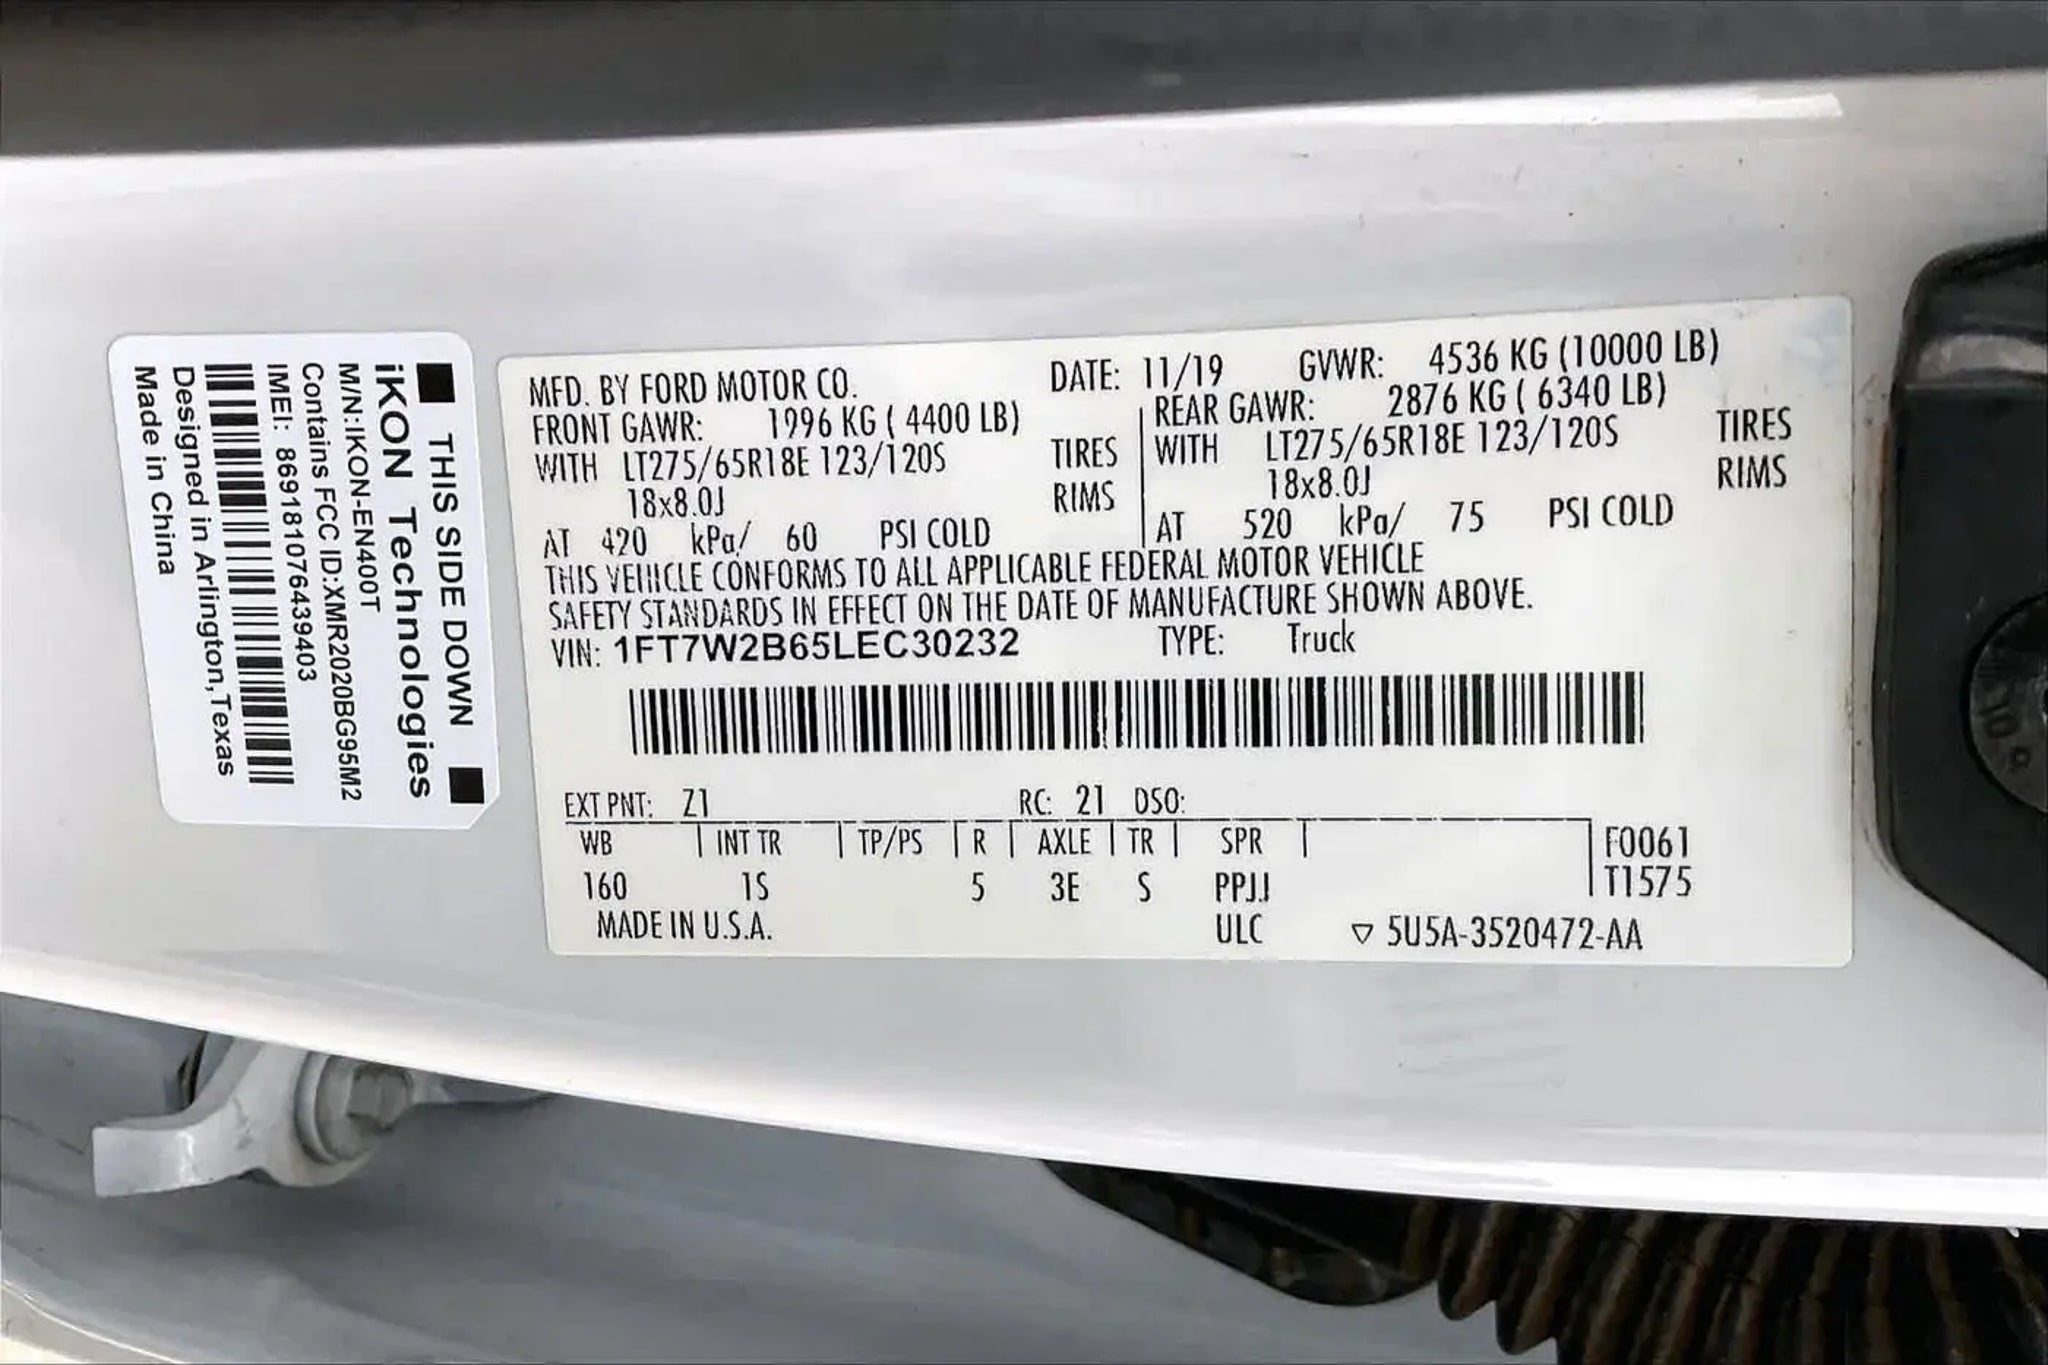 THIS SIDE DOWN
iKON Technologies
M/N:IKON-EN400T
Contains FCC ID:XMR2020BG95M2
IMEI: 869181076439403
Designed in Arlington,Texas
Made in China
MFD. BY FORD MOTOR CO. DATE: 11/19 GVWR: 4536 KG (10000 LB)
FRONT GAWR: 1996 KG ( 4400 LB) REAR GAWR: 2876 KG ( 6340 LB)
WITH LT275/65R18E 123/120S TIRES WITH LT275/65R18E 123/120S TIRES
18x8.0J RIMS 18x8.0J RIMS
AT 420 kPa/ 60 PSI COLD AT 520 kPa/ 75 PSI COLD
THIS VEHICLE CONFORMS TO ALL APPLICABLE FEDERAL MOTOR VEHICLE
SAFETY STANDARDS IN EFFECT ON THE DATE OF MANUFACTURE SHOWN ABOVE.
VIN: 1FT7W2B65LEC30232 TYPE: Truck
EXT PNT: Z1 RC: 21 DSO:
WB INT TR TP/PS R AXLE TR SPR F0061
160 1S 5 3E S PPJJ T1575
MADE IN U.S.A. ULC ▽ 5U5A-3520472-AA